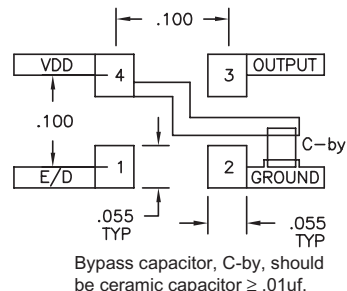 .100
VDD
4
3
OUTPUT
.100
C-by
1
2
E/D
GROUND
.055
TYP
.055
TYP
Bypass capacitor, C-by, should
be ceramic capacitor ≥ .01uf.